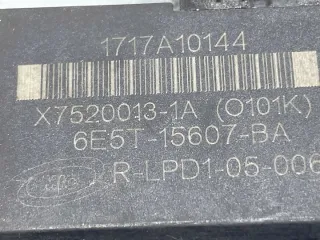 1717A10144
X7520013-1A (O101K)
6E5T-15607-BA
R-LPD1-05-006